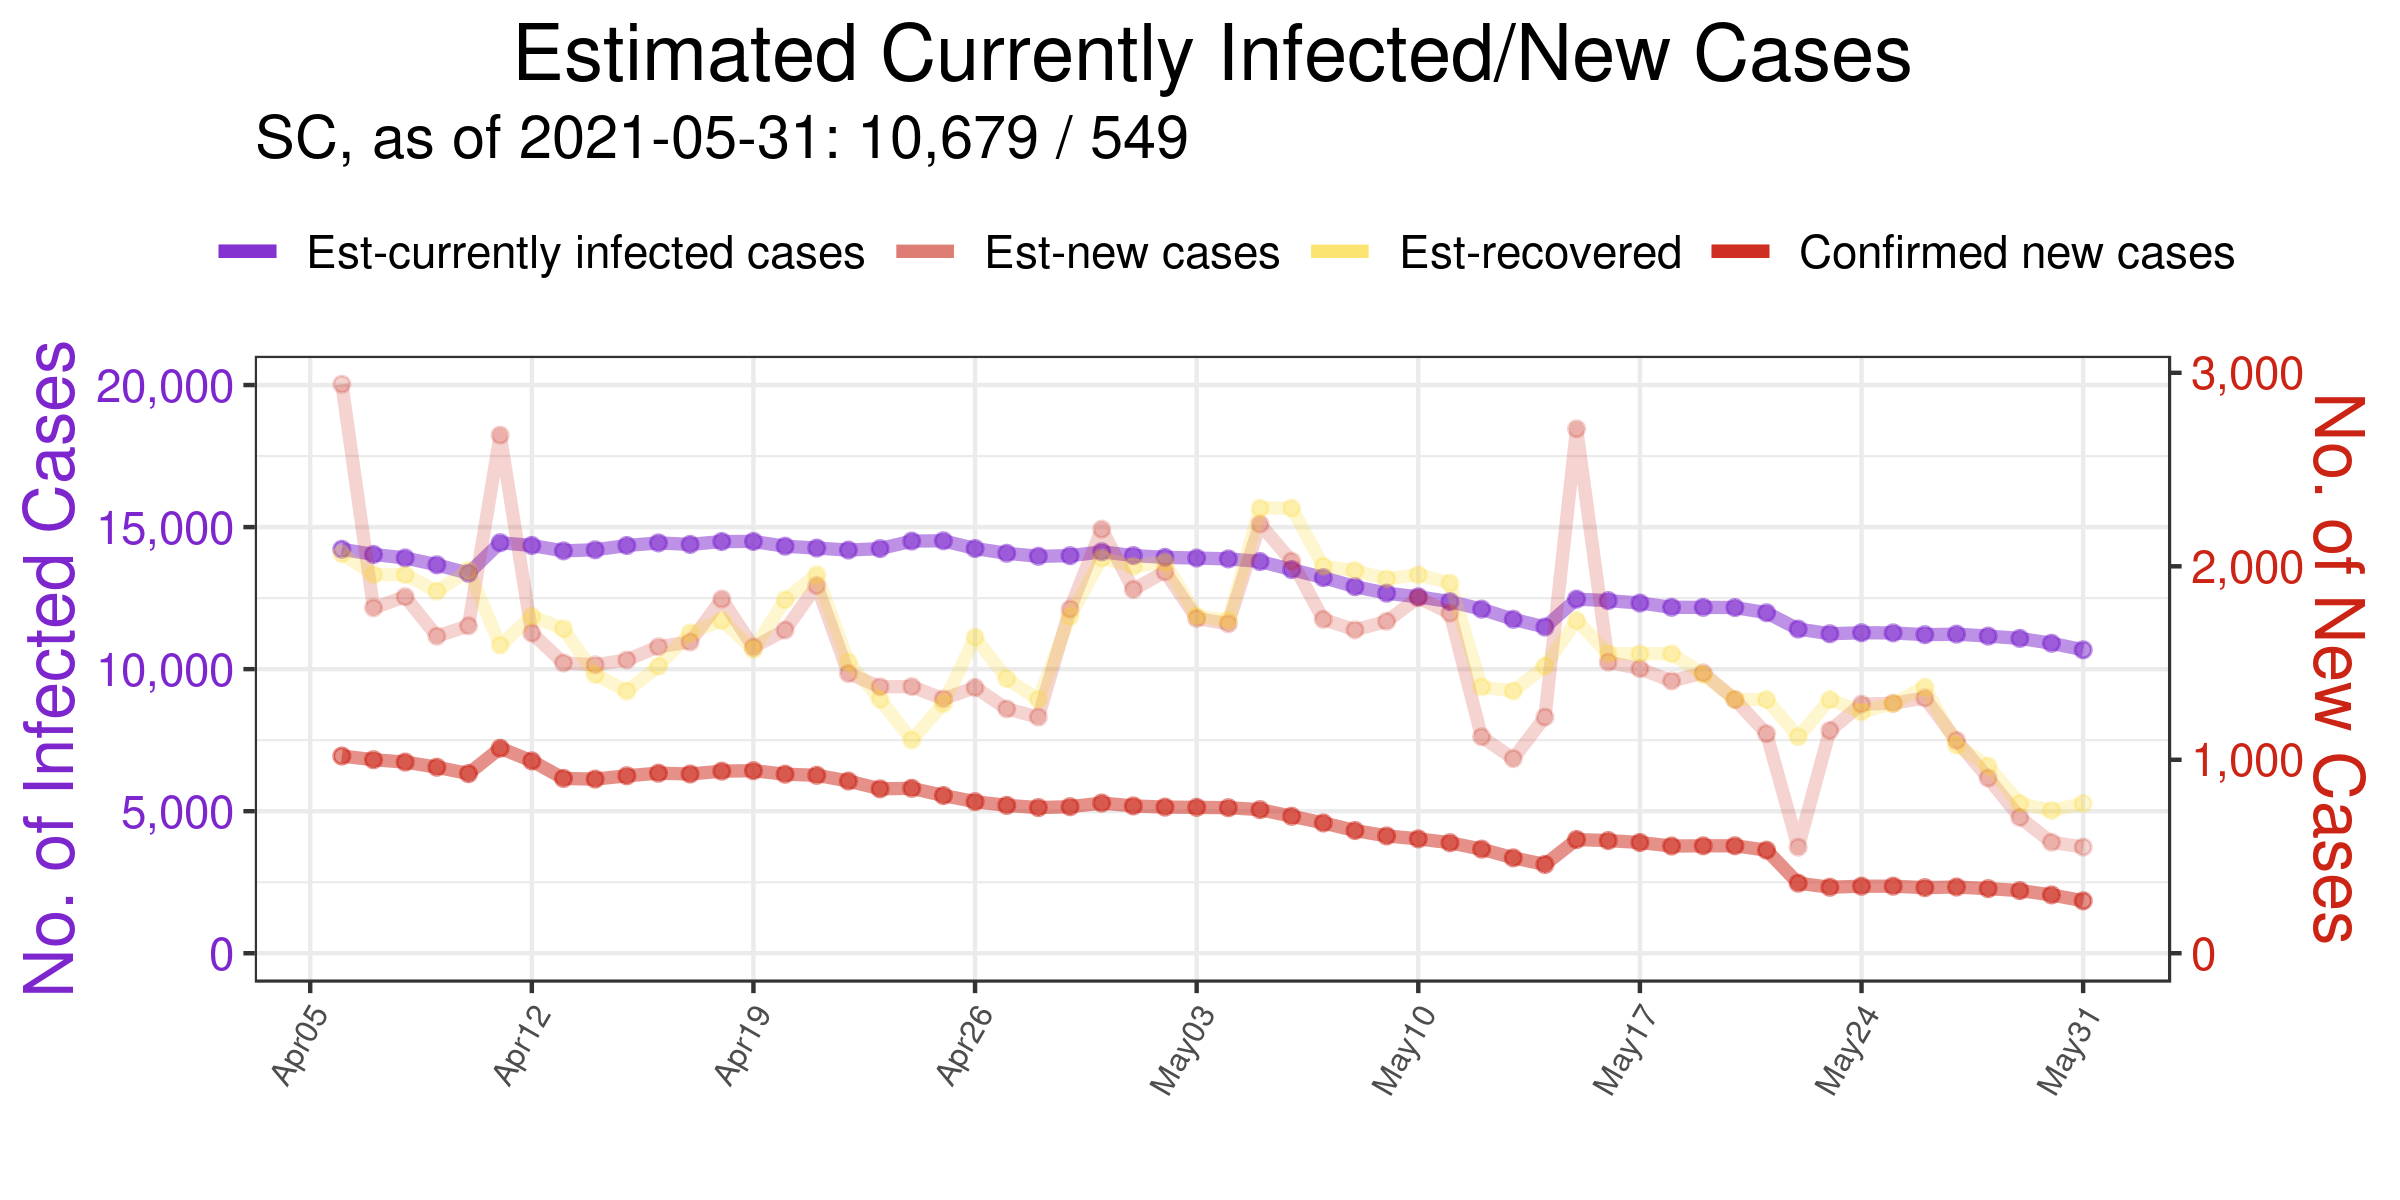 Estimated Currently Infected/New Cases
SC, as of 2021-05-31: 10,679 / 549
Est-currently infected cases Est-new cases Est-recovered Confirmed new cases
No. of Infected Cases
20,000
15,000
10,000
5,000
0
3,000
2,000
1,000
0
No. of New Cases
Apr05 Apr12 Apr19 Apr26 May03 May10 May17 May24 May31